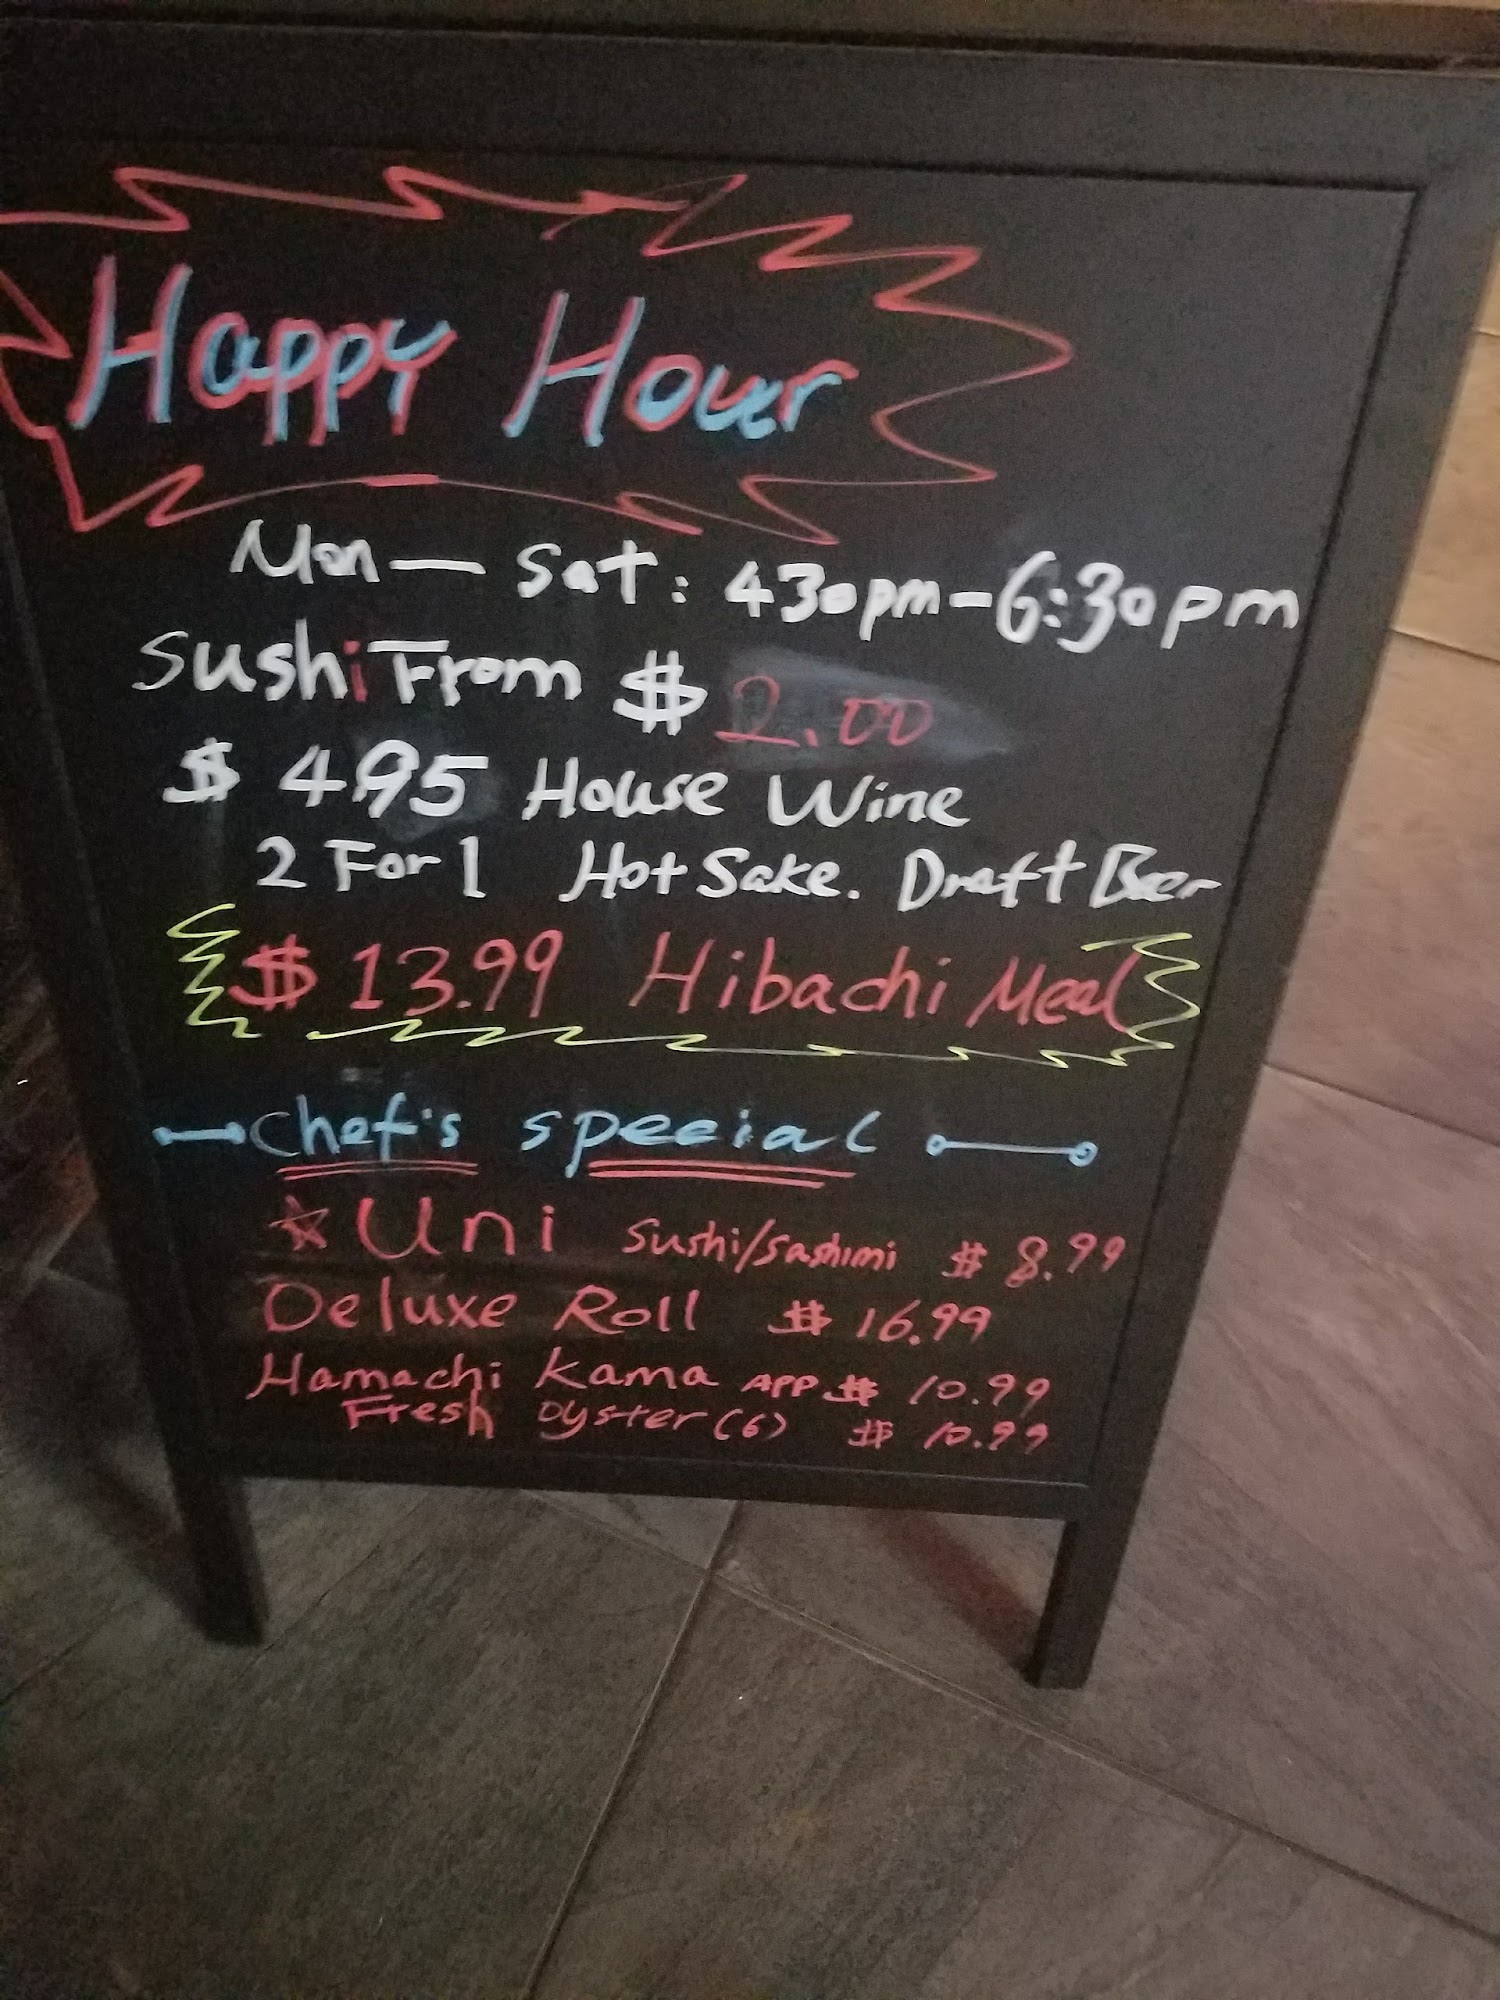 Happy Hour
Mon — Sat: 430pm-6:30pm
Sushi From $ 2.00
$ 495 House Wine
2 For 1 Hot Sake. Draft Beer
$ 13.99 Hibachi Meal
Chef's special
☆ Uni Sushi/Sashimi $ 8.99
Deluxe Roll $ 16.99
Hamachi Kama APP $ 10.99
Fresh Oyster (6) $ 10.99